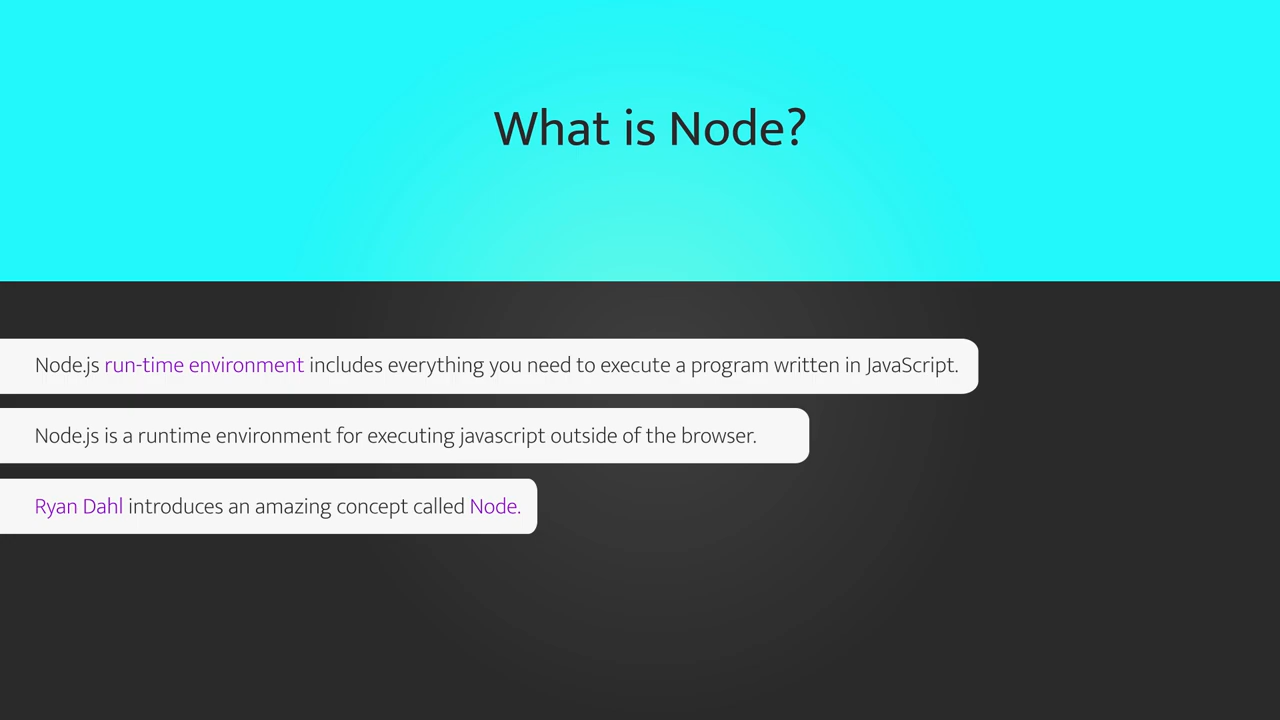 What is Node?
Node.js run-time environment includes everything you need to execute a program written in JavaScript.
Node.js is a runtime environment for executing javascript outside of the browser.
Ryan Dahl introduces an amazing concept called Node.